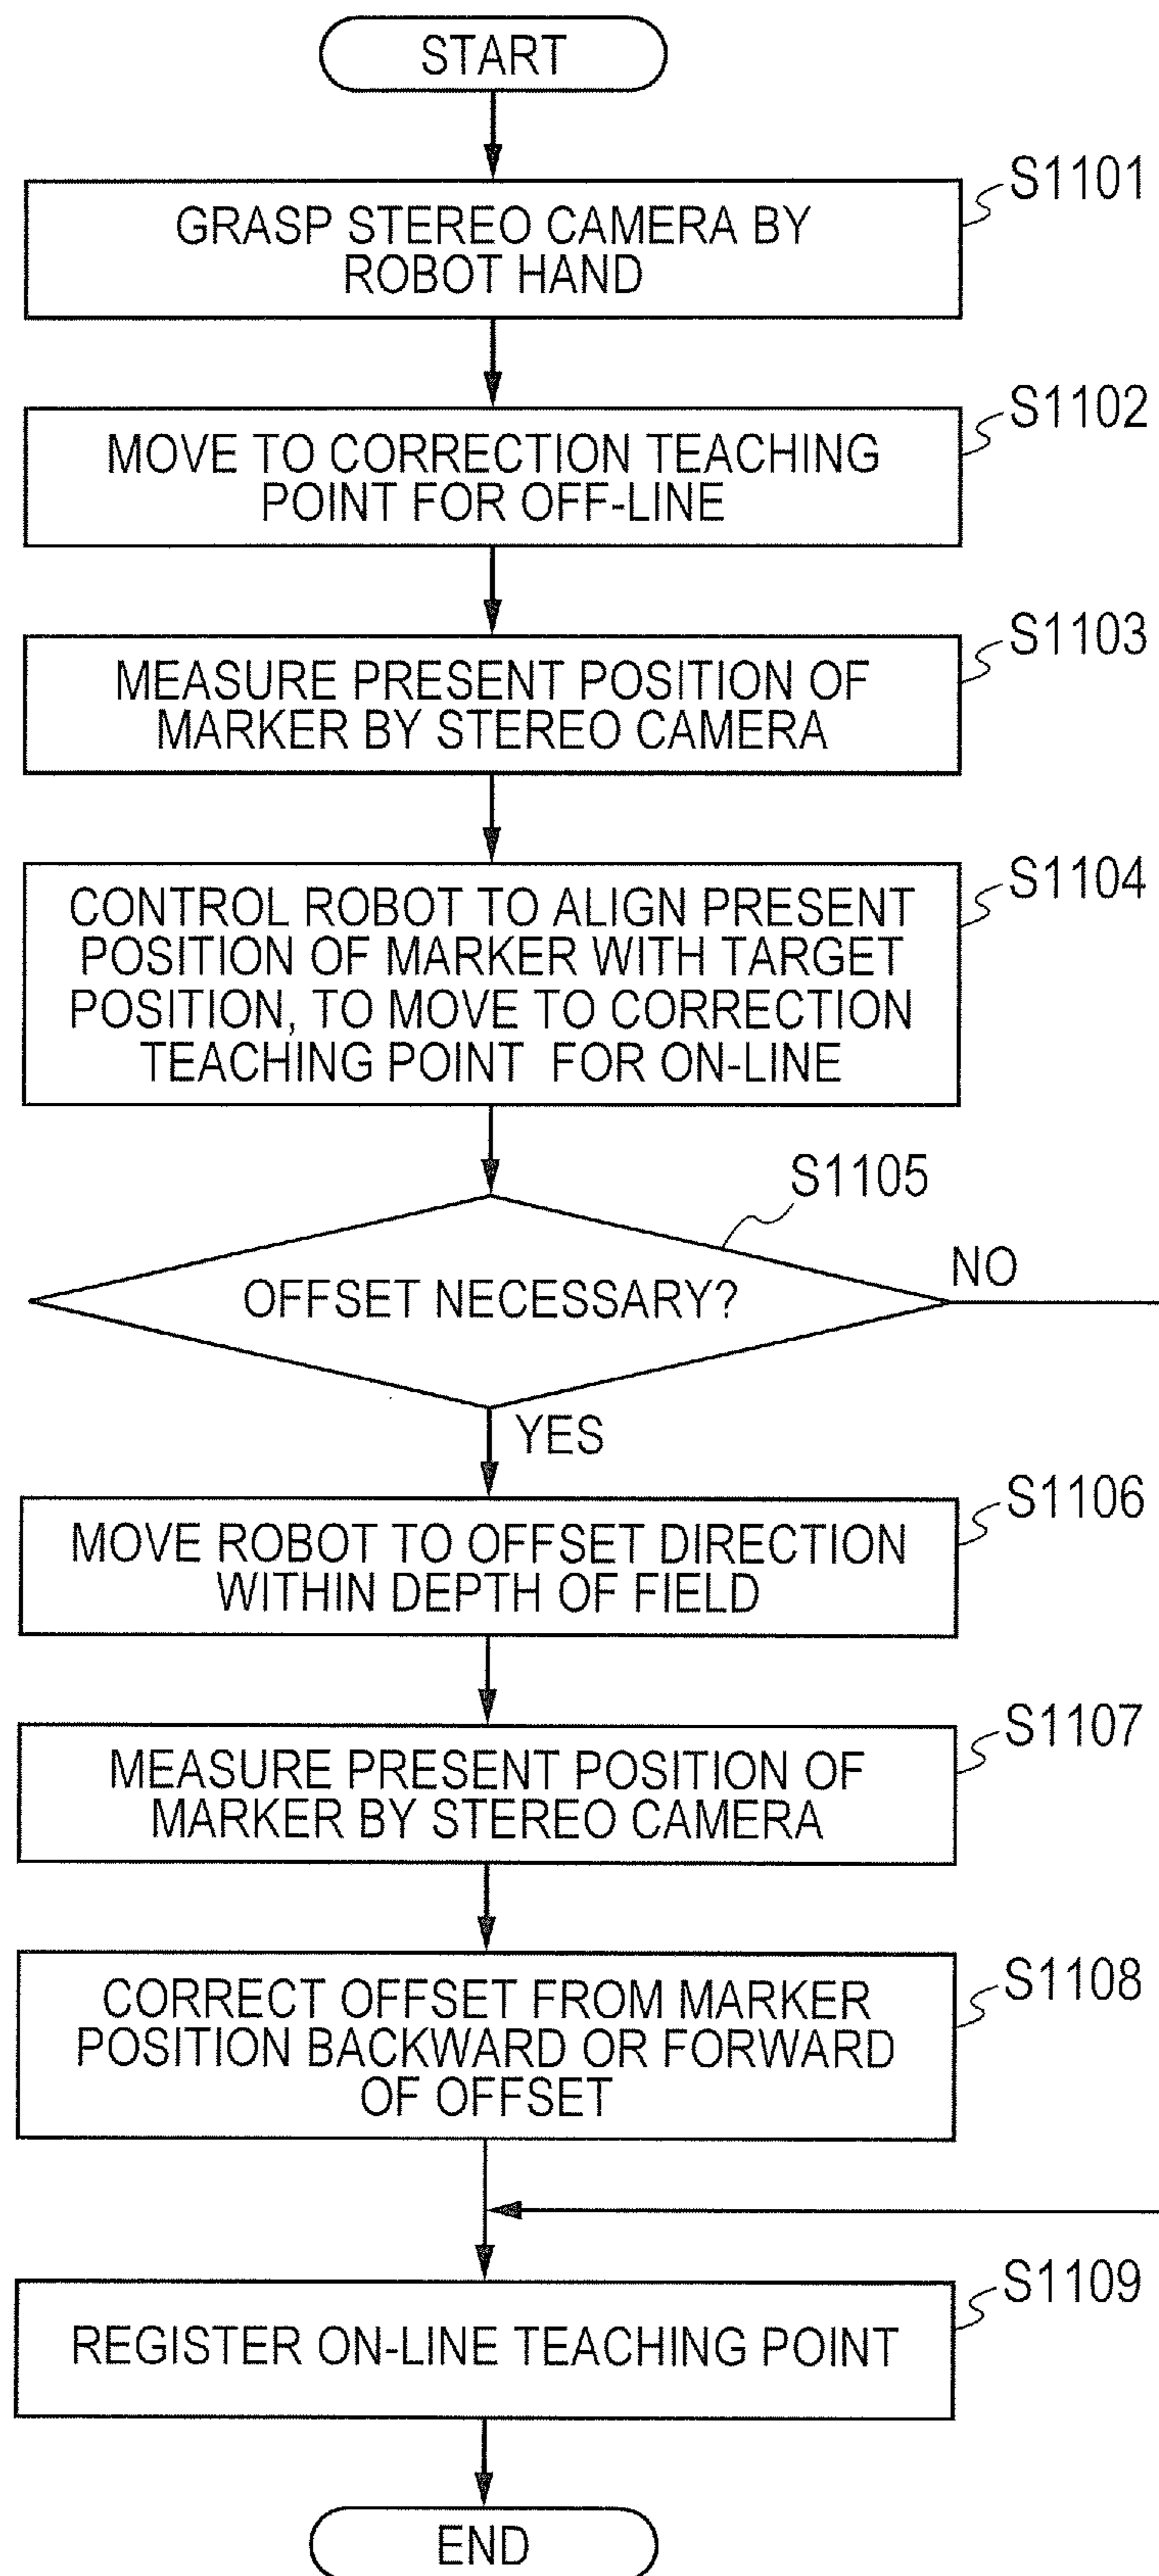 START
S1101
GRASP STEREO CAMERA BY
ROBOT HAND
S1102
MOVE TO CORRECTION TEACHING
POINT FOR OFF-LINE
S1103
MEASURE PRESENT POSITION OF
MARKER BY STEREO CAMERA
S1104
CONTROL ROBOT TO ALIGN PRESENT
POSITION OF MARKER WITH TARGET
POSITION, TO MOVE TO CORRECTION
TEACHING POINT FOR ON-LINE
S1105
OFFSET NECESSARY?
NO
YES
S1106
MOVE ROBOT TO OFFSET DIRECTION
WITHIN DEPTH OF FIELD
S1107
MEASURE PRESENT POSITION OF
MARKER BY STEREO CAMERA
S1108
CORRECT OFFSET FROM MARKER
POSITION BACKWARD OR FORWARD
OF OFFSET
S1109
REGISTER ON-LINE TEACHING POINT
END